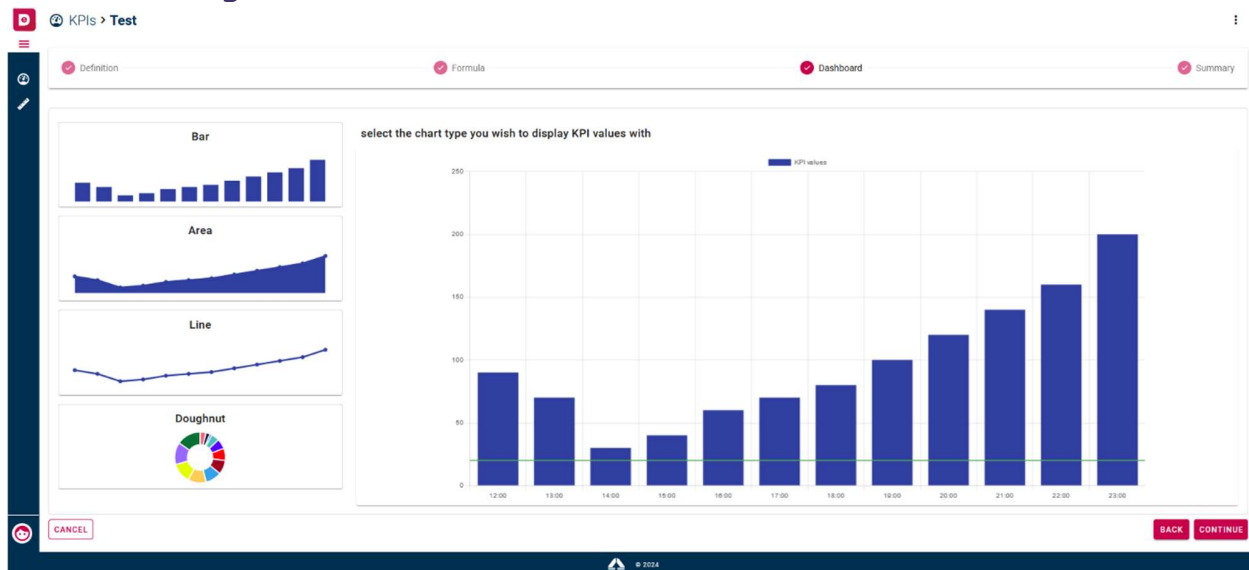 KPIs > Test
Definition
Formula
Dashboard
Summary
Bar
Area
Line
Doughnut
select the chart type you wish to display KPI values with
KPI values
250
200
150
100
50
0
12:00 13:00 14:00 15:00 16:00 17:00 18:00 19:00 20:00 21:00 22:00 23:00
CANCEL
BACK CONTINUE
© 2024